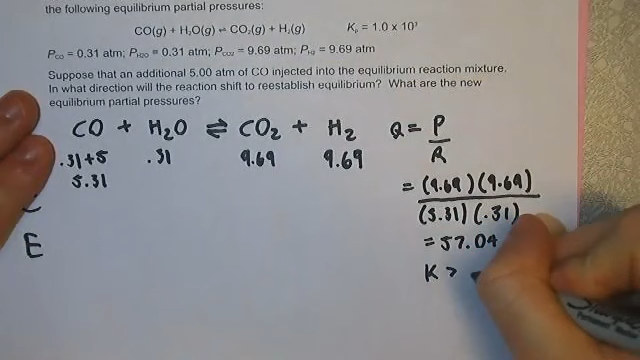 the following equilibrium partial pressures:
CO(g) + H₂O(g) ⇌ CO₂(g) + H₂(g) Kₚ = 1.0 x 10³
P_CO = 0.31 atm; P_H2O = 0.31 atm; P_CO2 = 9.69 atm; P_H2 = 9.69 atm
Suppose that an additional 5.00 atm of CO injected into the equilibrium reaction mixture.
In what direction will the reaction shift to reestablish equilibrium? What are the new
equilibrium partial pressures?
CO + H₂O ⇌ CO₂ + H₂ Q = P/R
.31+5 .31 9.69 9.69
5.31
= (9.69)(9.69)
(5.31)(.31)
= 57.04
E
K >